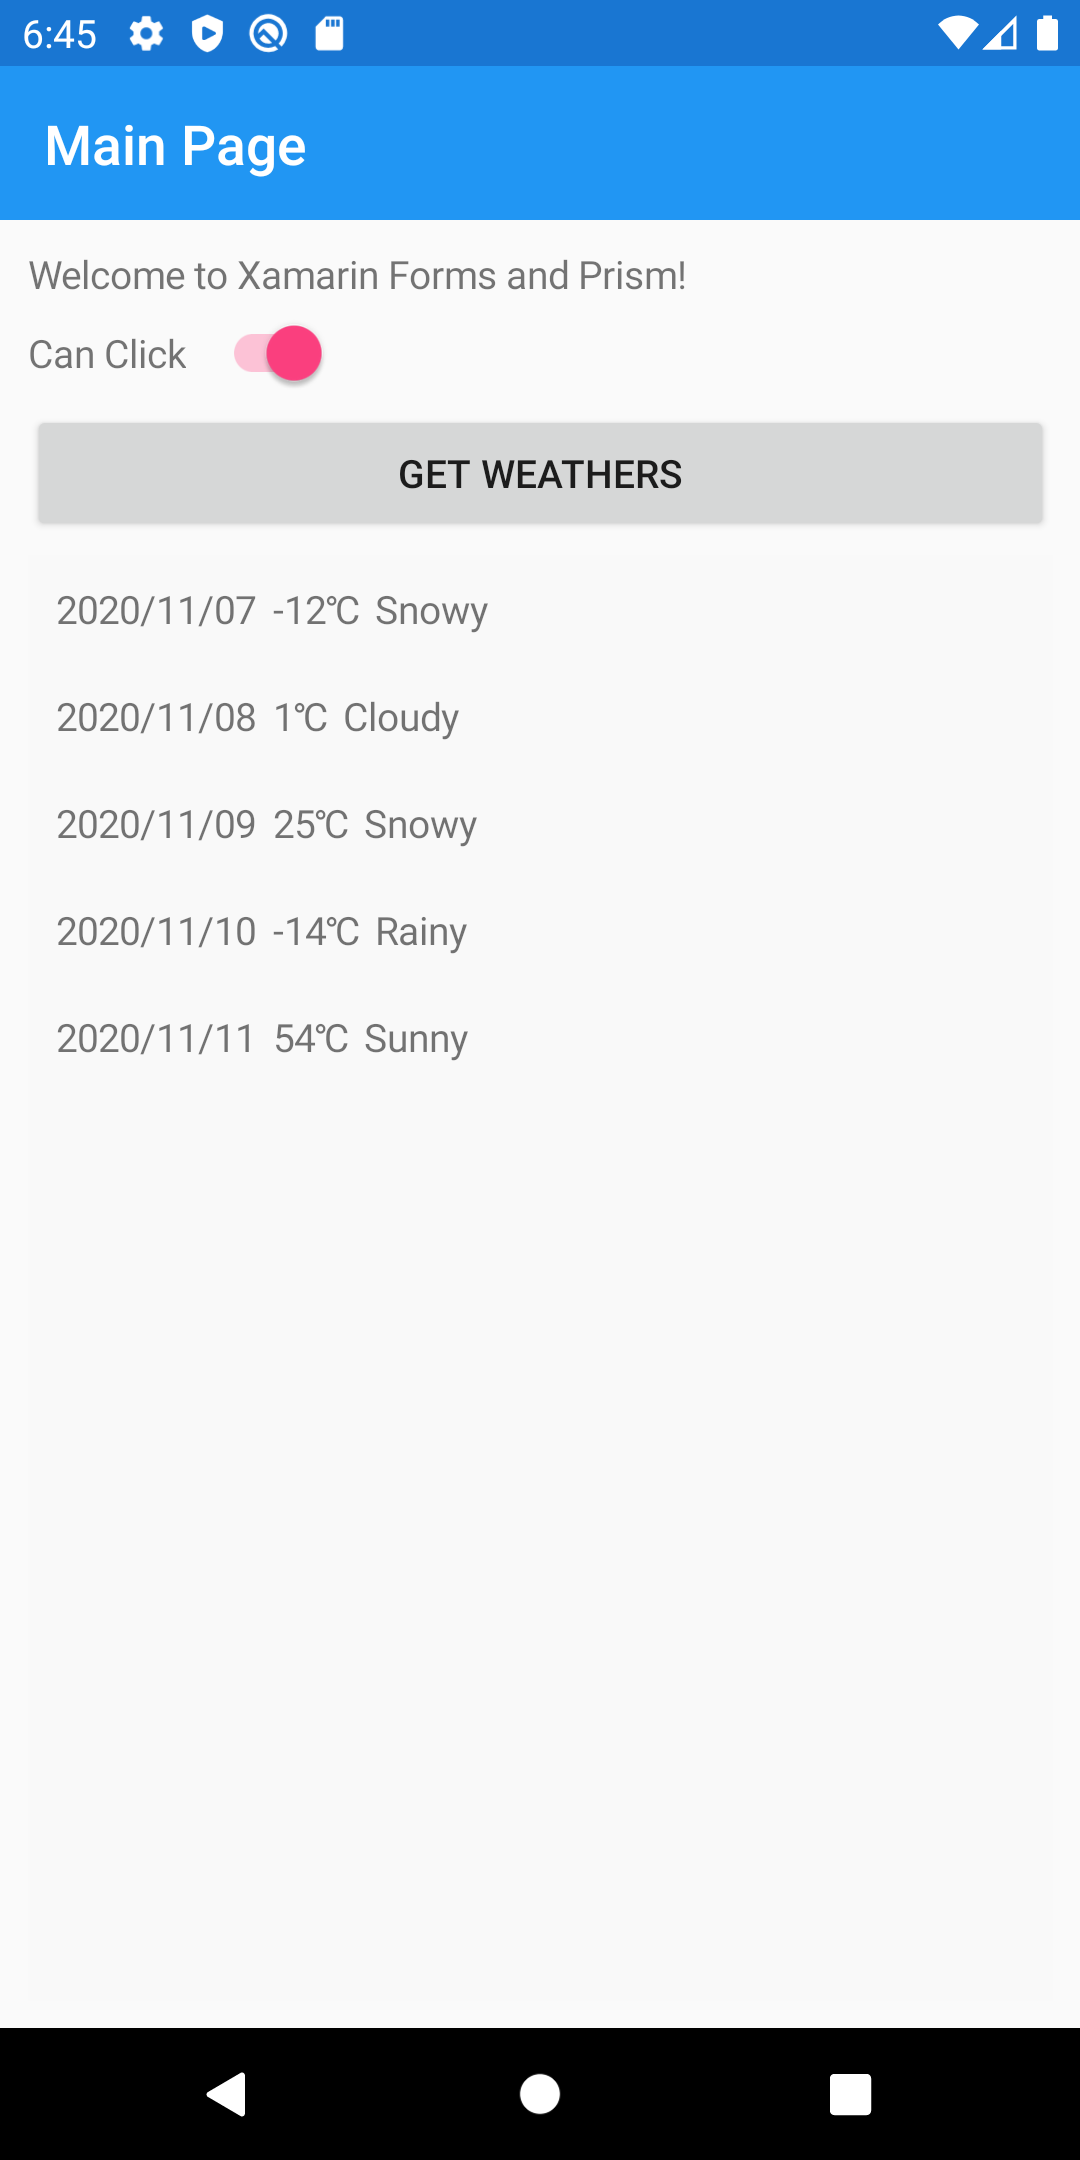 6:45
Main Page
Welcome to Xamarin Forms and Prism!
Can Click
GET WEATHERS
2020/11/07 -12℃ Snowy
2020/11/08 1℃ Cloudy
2020/11/09 25℃ Snowy
2020/11/10 -14℃ Rainy
2020/11/11 54℃ Sunny